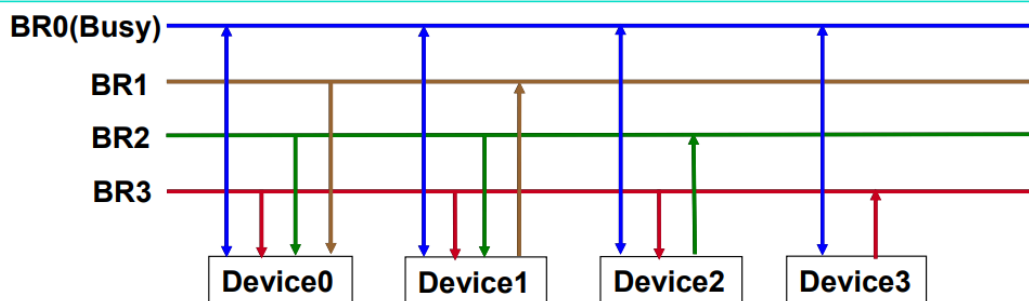 BR0(Busy)
BR1
BR2
BR3
Device0 Device1 Device2 Device3